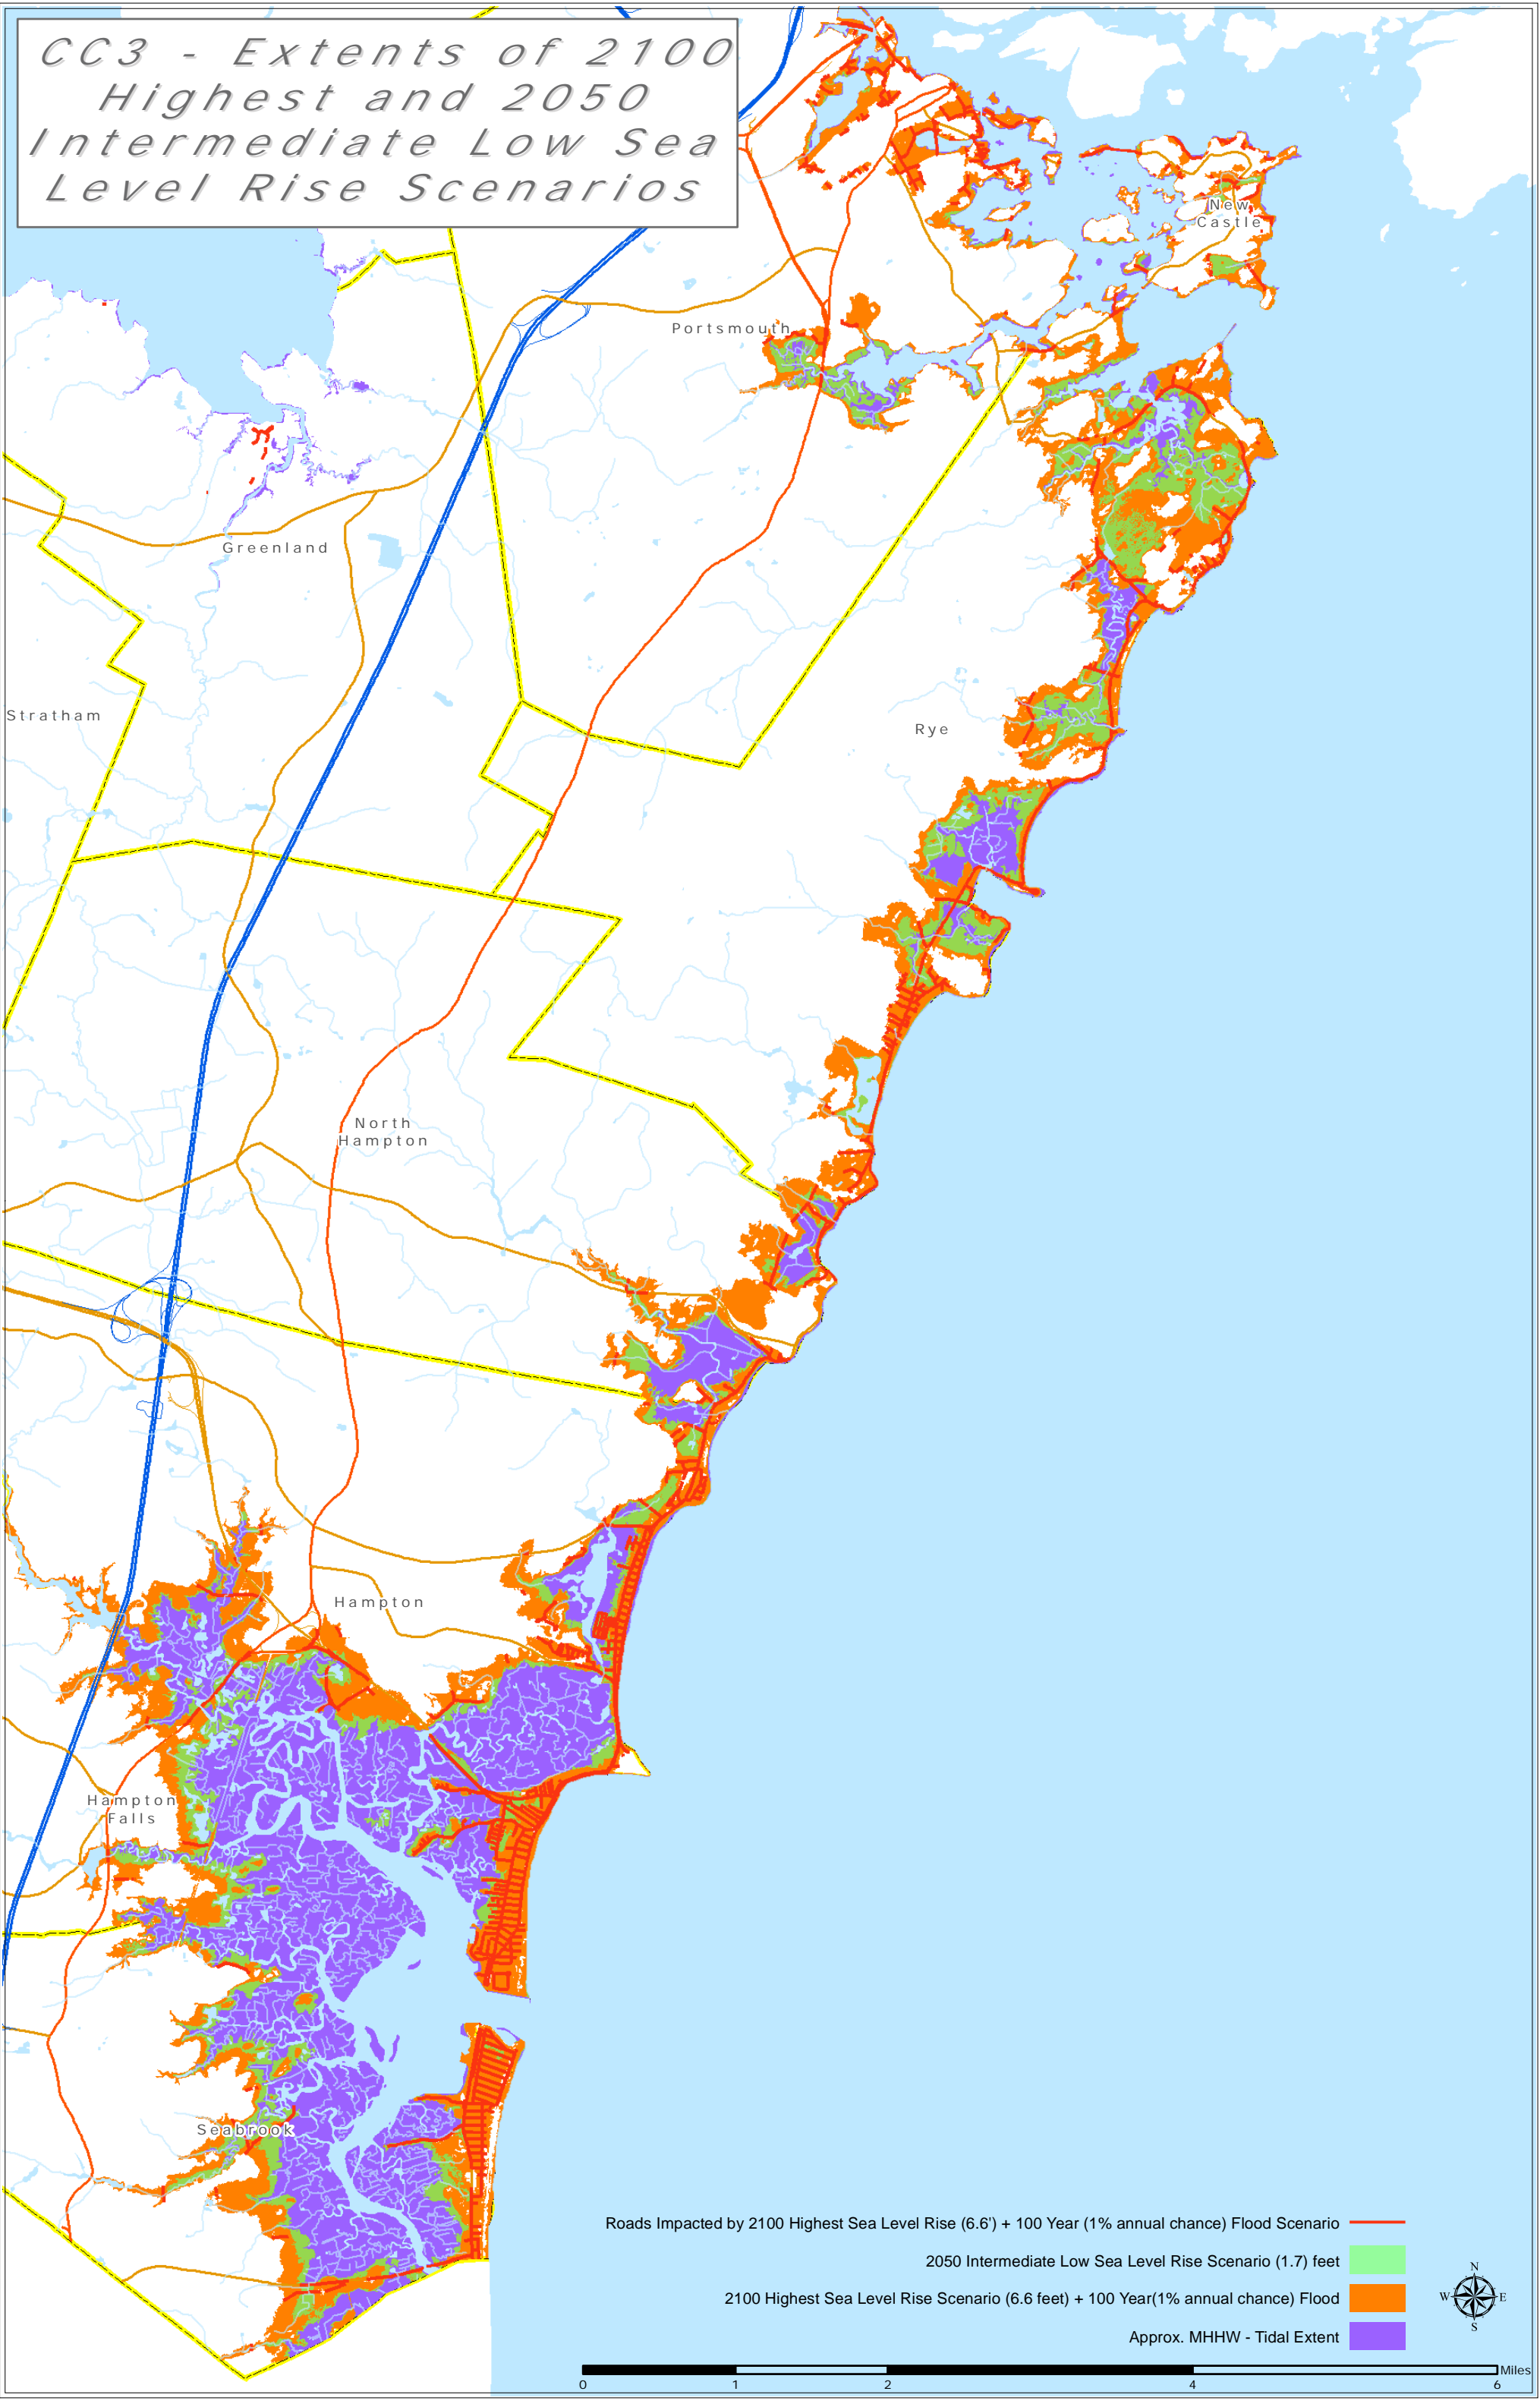 CC3 - Extents of 2100
Highest and 2050
Intermediate Low Sea
Level Rise Scenarios
New
Castle
Portsmouth
Greenland
Stratham
Rye
North
Hampton
Hampton
Hampton
Falls
Seabrook
Roads Impacted by 2100 Highest Sea Level Rise (6.6') + 100 Year (1% annual chance) Flood Scenario
2050 Intermediate Low Sea Level Rise Scenario (1.7) feet
2100 Highest Sea Level Rise Scenario (6.6 feet) + 100 Year(1% annual chance) Flood
Approx. MHHW - Tidal Extent
N
W E
S
Miles
0 1 2 4 6